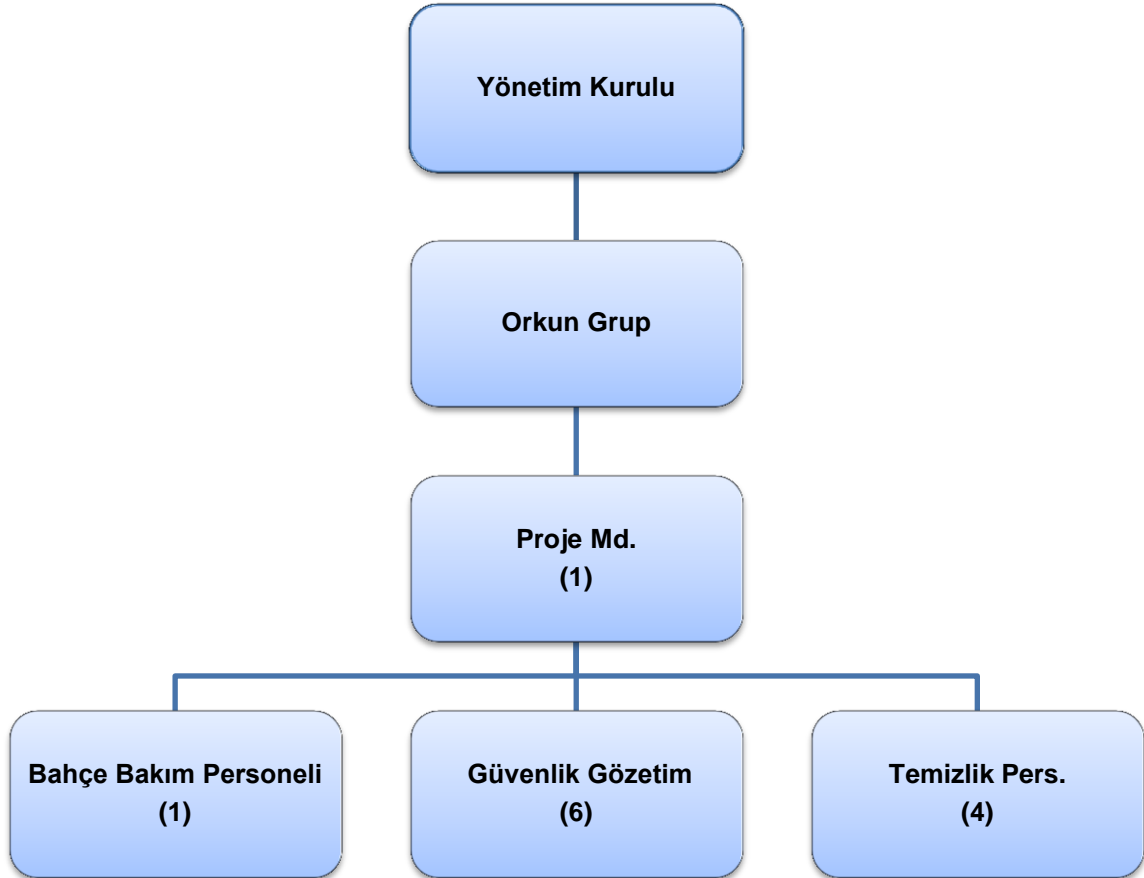 Yönetim Kurulu
Orkun Grup
Proje Md.
(1)
Bahçe Bakım Personeli
(1)
Güvenlik Gözetim
(6)
Temizlik Pers.
(4)